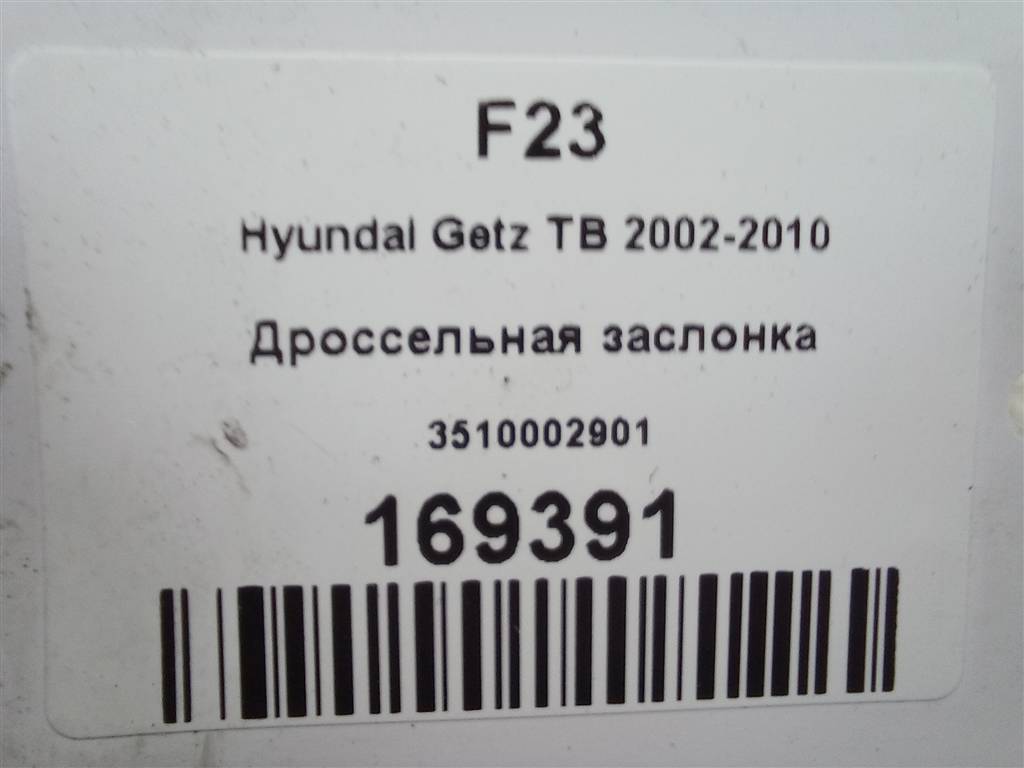 F23
Hyundai Getz TB 2002-2010
Дроссельная заслонка
3510002901
169391